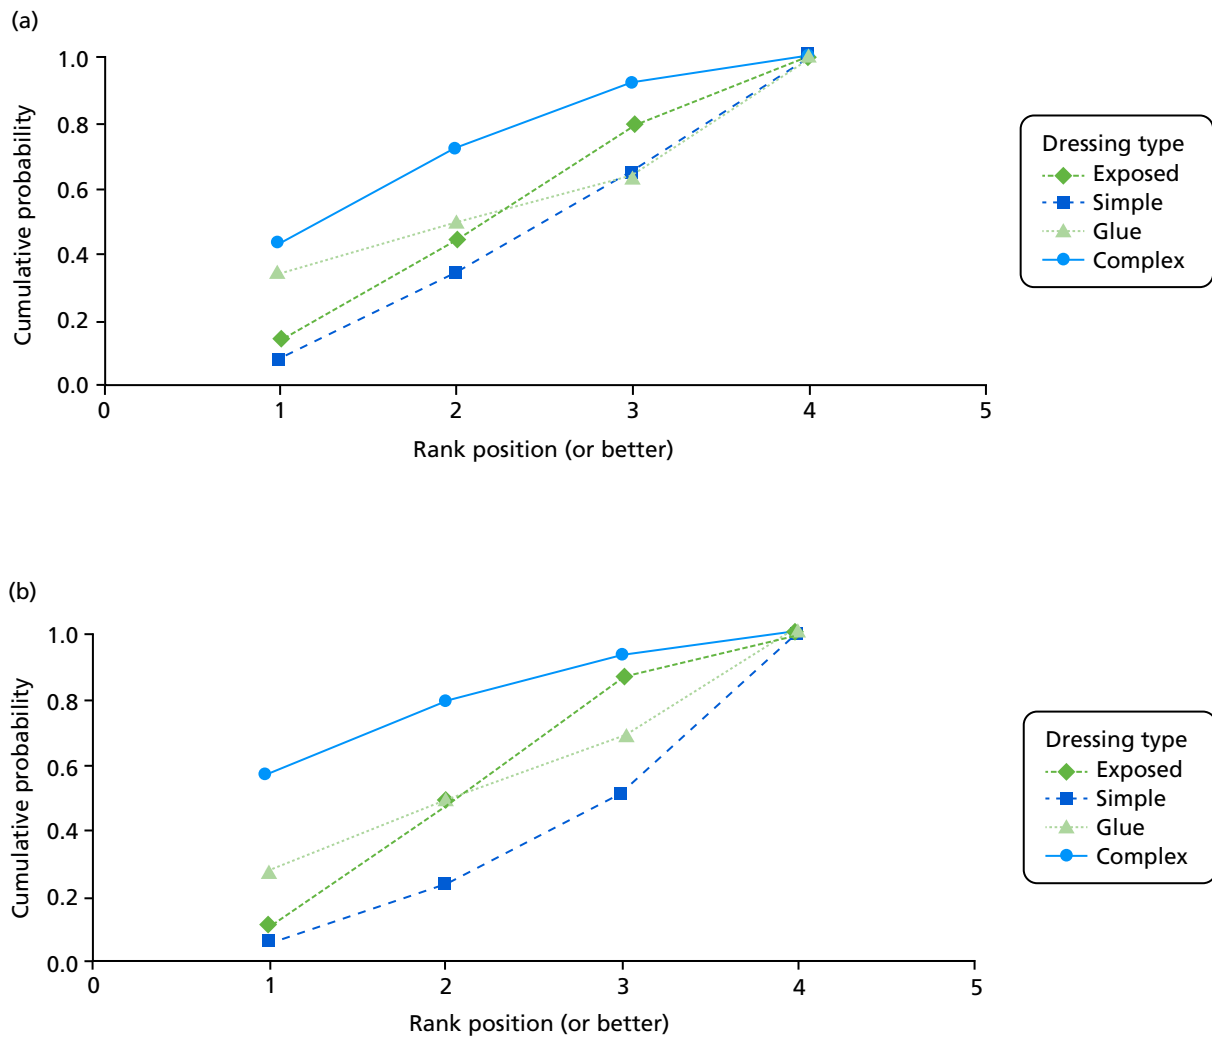 (a)
1.0
0.8
0.6
0.4
0.2
0.0
Cumulative probability
0 1 2 3 4 5
Rank position (or better)
Dressing type
Exposed
Simple
Glue
Complex
(b)
1.0
0.8
0.6
0.4
0.2
0.0
Cumulative probability
0 1 2 3 4 5
Rank position (or better)
Dressing type
Exposed
Simple
Glue
Complex